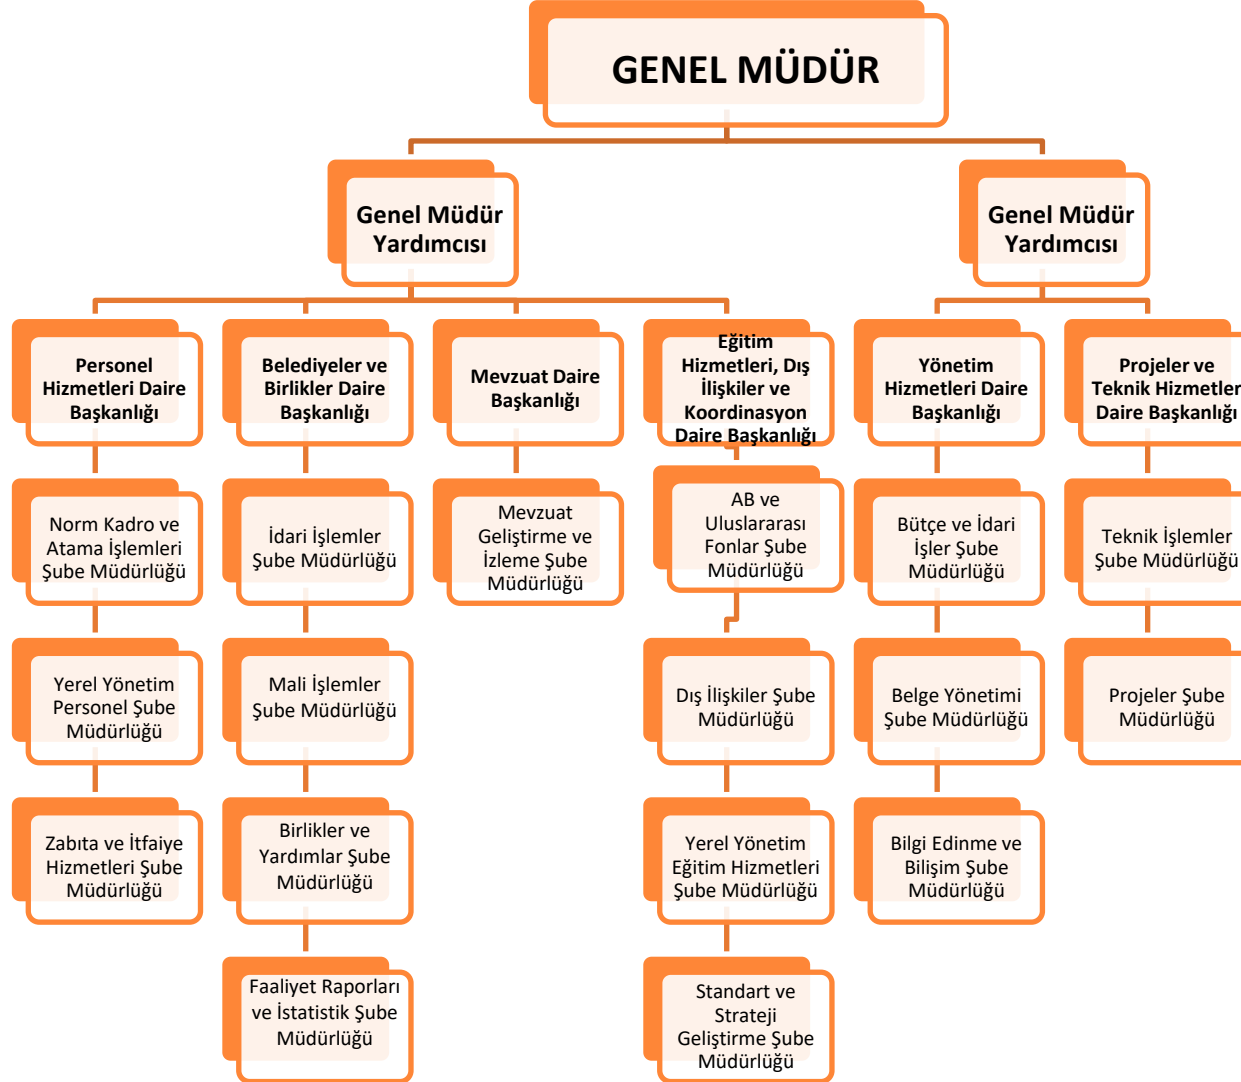 GENEL MÜDÜR
Genel Müdür
Yardımcısı
Genel Müdür
Yardımcısı
Personel
Hizmetleri Daire
Başkanlığı
Belediyeler ve
Birlikler Daire
Başkanlığı
Mevzuat Daire
Başkanlığı
Eğitim
Hizmetleri, Dış
İlişkiler ve
Koordinasyon
Daire Başkanlığı
Yönetim
Hizmetleri Daire
Başkanlığı
Projeler ve
Teknik Hizmetler
Daire Başkanlığı
Norm Kadro ve
Atama İşlemleri
Şube Müdürlüğü
İdari İşlemler
Şube Müdürlüğü
Mevzuat
Geliştirme ve
İzleme Şube
Müdürlüğü
AB ve
Uluslararası
Fonlar Şube
Müdürlüğü
Bütçe ve İdari
İşler Şube
Müdürlüğü
Teknik İşlemler
Şube Müdürlüğü
Yerel Yönetim
Personel Şube
Müdürlüğü
Mali İşlemler
Şube Müdürlüğü
Dış İlişkiler Şube
Müdürlüğü
Belge Yönetimi
Şube Müdürlüğü
Projeler Şube
Müdürlüğü
Zabıta ve İtfaiye
Hizmetleri Şube
Müdürlüğü
Birlikler ve
Yardımlar Şube
Müdürlüğü
Yerel Yönetim
Eğitim Hizmetleri
Şube Müdürlüğü
Bilgi Edinme ve
Bilişim Şube
Müdürlüğü
Faaliyet Raporları
ve İstatistik Şube
Müdürlüğü
Standart ve
Strateji
Geliştirme Şube
Müdürlüğü